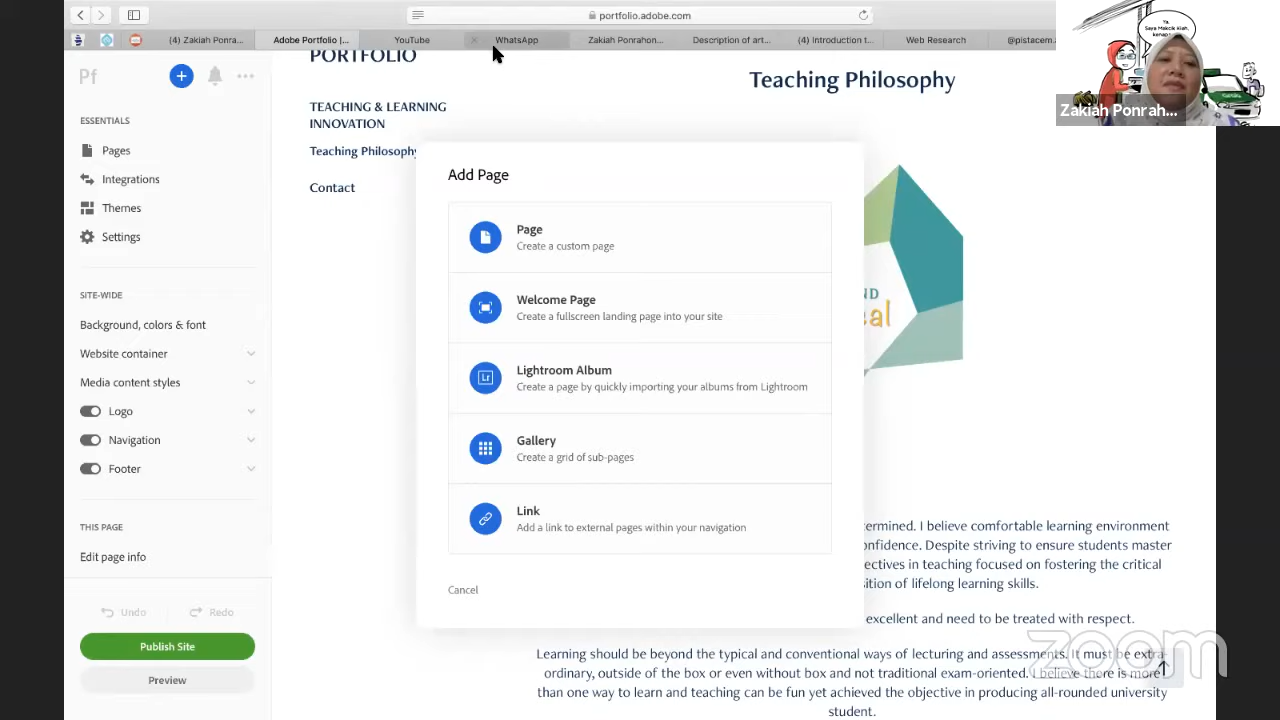 portfolio.adobe.com
(4) Zakiah Ponra...
Adobe Portfolio |...
YouTube
WhatsApp
Zakiah Ponrahon...
Description of art...
(4) Introduction t...
Web Research
@pistacem.a
Ya,
Saya Makcik Kiah,
Zakiah Ponrah...
Pf
ESSENTIALS
Pages
Integrations
Themes
Settings
SITE-WIDE
Background, colors & font
Website container
Media content styles
Logo
Navigation
Footer
THIS PAGE
Edit page info
Undo
Redo
Publish Site
Preview
PORTFOLIO
TEACHING & LEARNING
INNOVATION
Teaching Philosophy
Contact
Teaching Philosophy
Add Page
Page
Create a custom page
Welcome Page
Create a fullscreen landing page into your site
Lr
Lightroom Album
Create a page by quickly importing your albums from Lightroom
Gallery
Create a grid of sub-pages
Link
Add a link to external pages within your navigation
Cancel
ND
al
ermined. I believe comfortable learning environment
onfidence. Despite striving to ensure students master
ectives in teaching focused on fostering the critical
sition of lifelong learning skills.
excellent and need to be treated with respect.
Learning should be beyond the typical and conventional ways of lecturing and assessments. It must be extra-
ordinary, outside of the box or even without box and not traditional exam-oriented. I believe there is more
than one way to learn and teaching can be fun yet achieved the objective in producing all-rounded university
student.
zoom